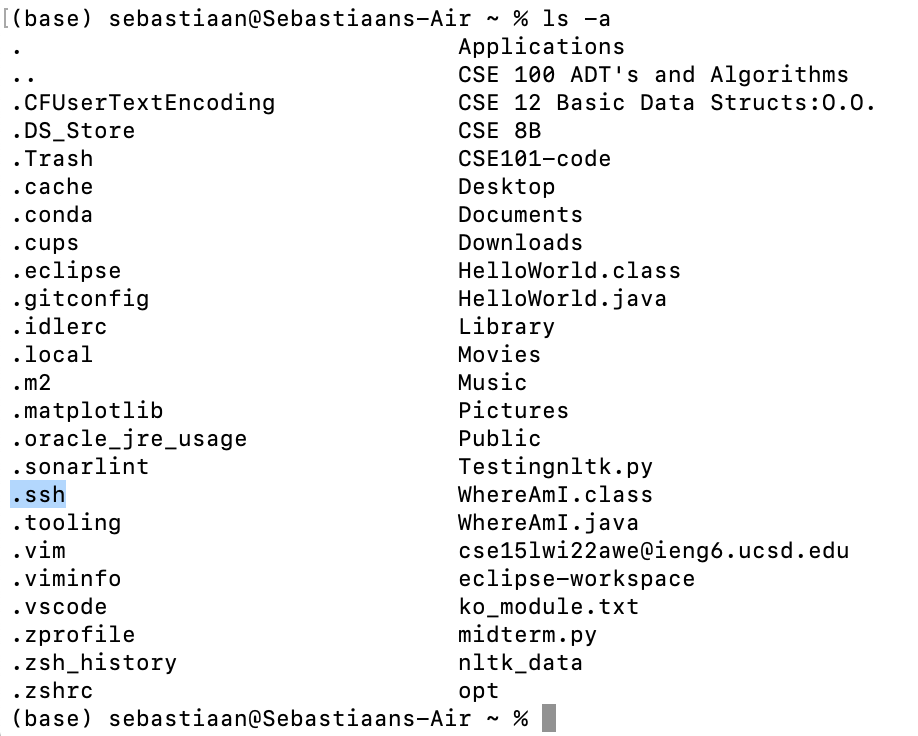 (base) sebastiaan@Sebastiaans-Air ~ % ls -a
. Applications
.. CSE 100 ADT's and Algorithms
.CFUserTextEncoding CSE 12 Basic Data Structs:O.O.
.DS_Store CSE 8B
.Trash CSE101-code
.cache Desktop
.conda Documents
.cups Downloads
.eclipse HelloWorld.class
.gitconfig HelloWorld.java
.idlerc Library
.local Movies
.m2 Music
.matplotlib Pictures
.oracle_jre_usage Public
.sonarlint Testingnltk.py
.ssh WhereAmI.class
.tooling WhereAmI.java
.vim cse15lwi22awe@ieng6.ucsd.edu
.viminfo eclipse-workspace
.vscode ko_module.txt
.zprofile midterm.py
.zsh_history nltk_data
.zshrc opt
(base) sebastiaan@Sebastiaans-Air ~ %